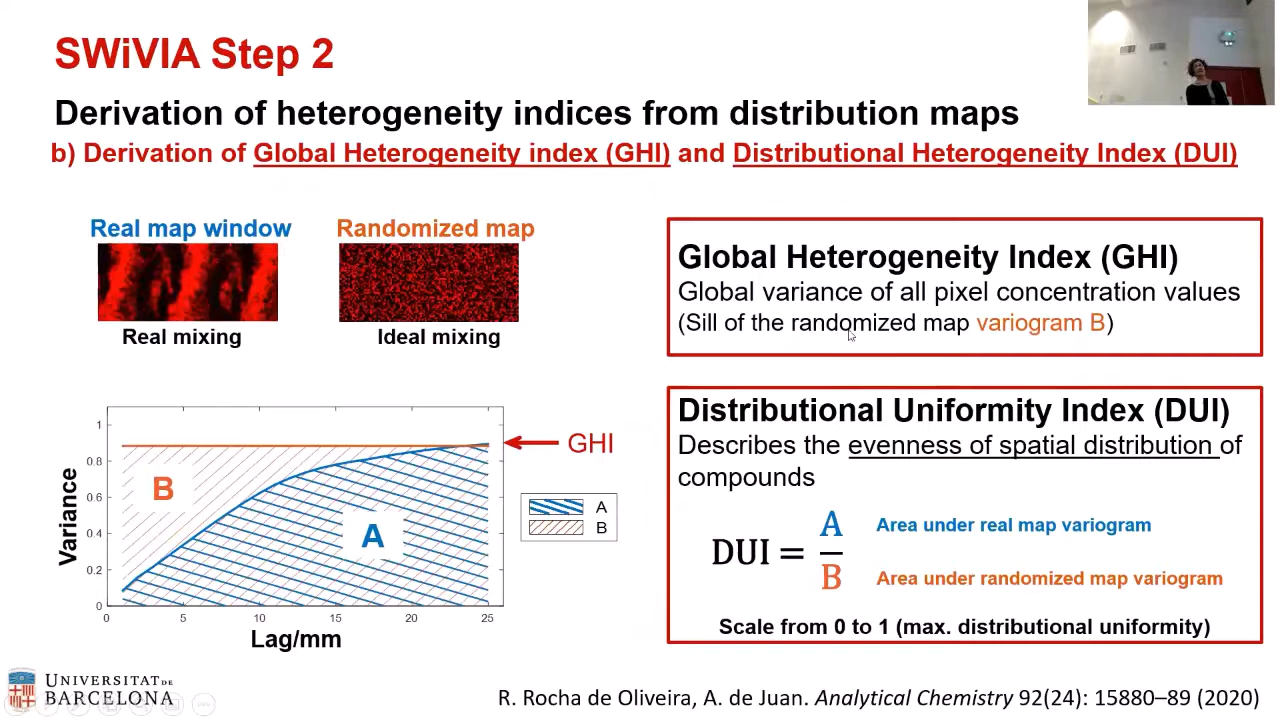 SWiVIA Step 2
Derivation of heterogeneity indices from distribution maps
b) Derivation of Global Heterogeneity index (GHI) and Distributional Heterogeneity Index (DUI)
Real map window
Randomized map
Real mixing
Ideal mixing
Global Heterogeneity Index (GHI)
Global variance of all pixel concentration values
(Sill of the randomized map variogram B)
Distributional Uniformity Index (DUI)
Describes the evenness of spatial distribution of
compounds
DUI = A / B
Area under real map variogram
Area under randomized map variogram
Scale from 0 to 1 (max. distributional uniformity)
Variance
1
0.8
0.6
0.4
0.2
0
0 5 10 15 20 25
Lag/mm
B
A
GHI
A
B
UNIVERSITAT DE
BARCELONA
R. Rocha de Oliveira, A. de Juan. Analytical Chemistry 92(24): 15880–89 (2020)